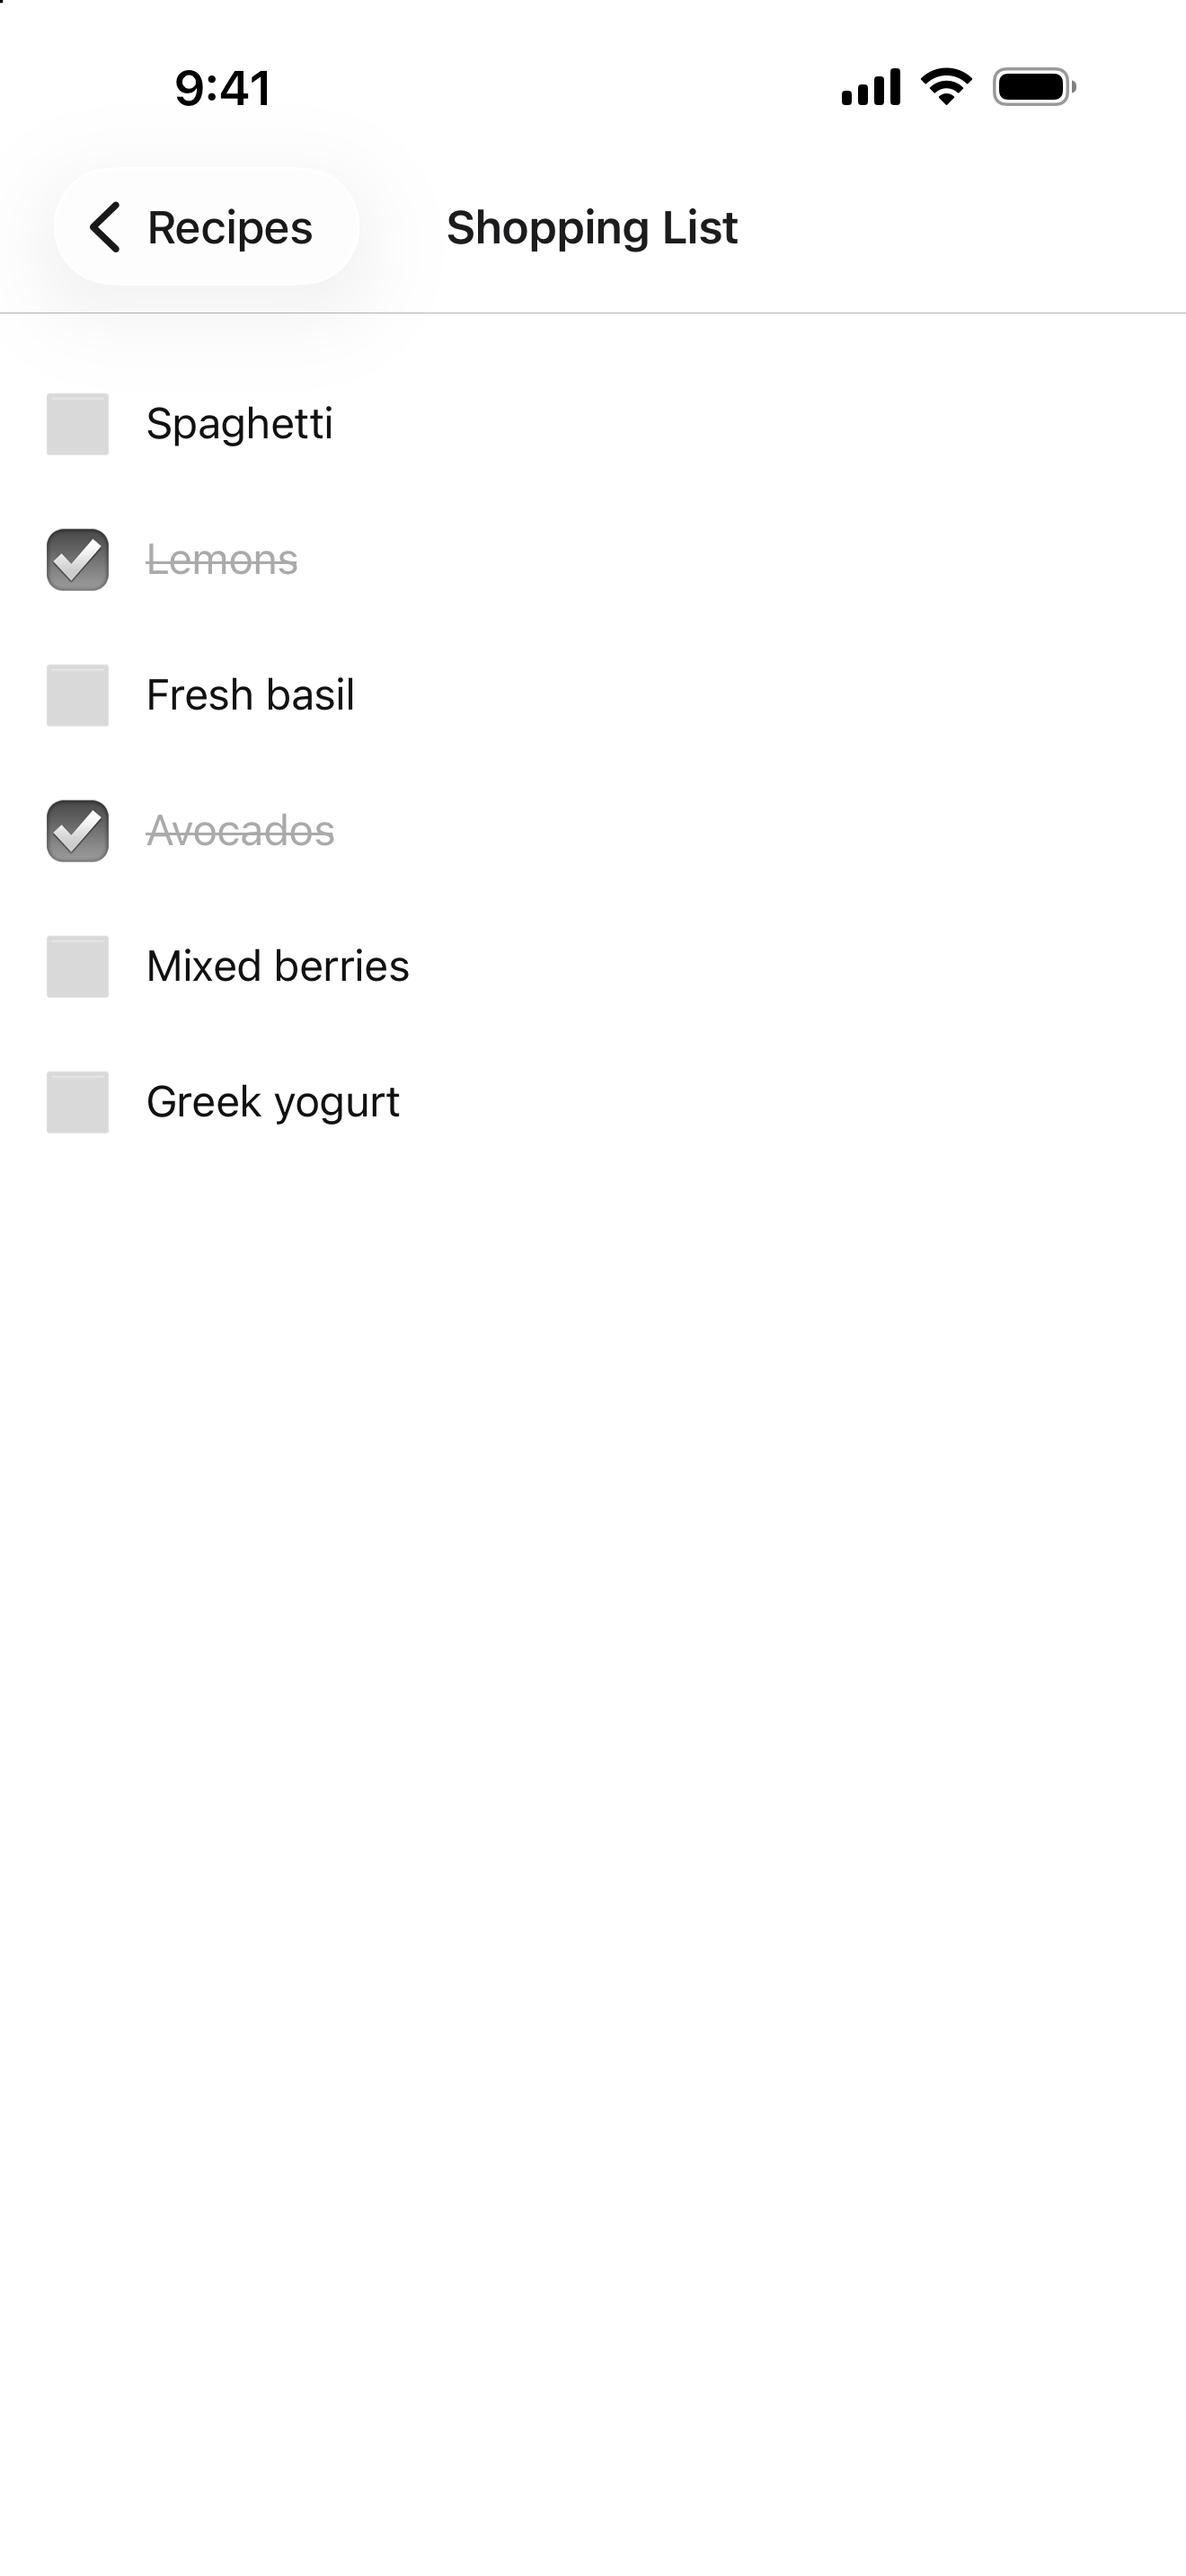 9:41
Recipes
Shopping List
Spaghetti
Lemons
Fresh basil
Avocados
Mixed berries
Greek yogurt